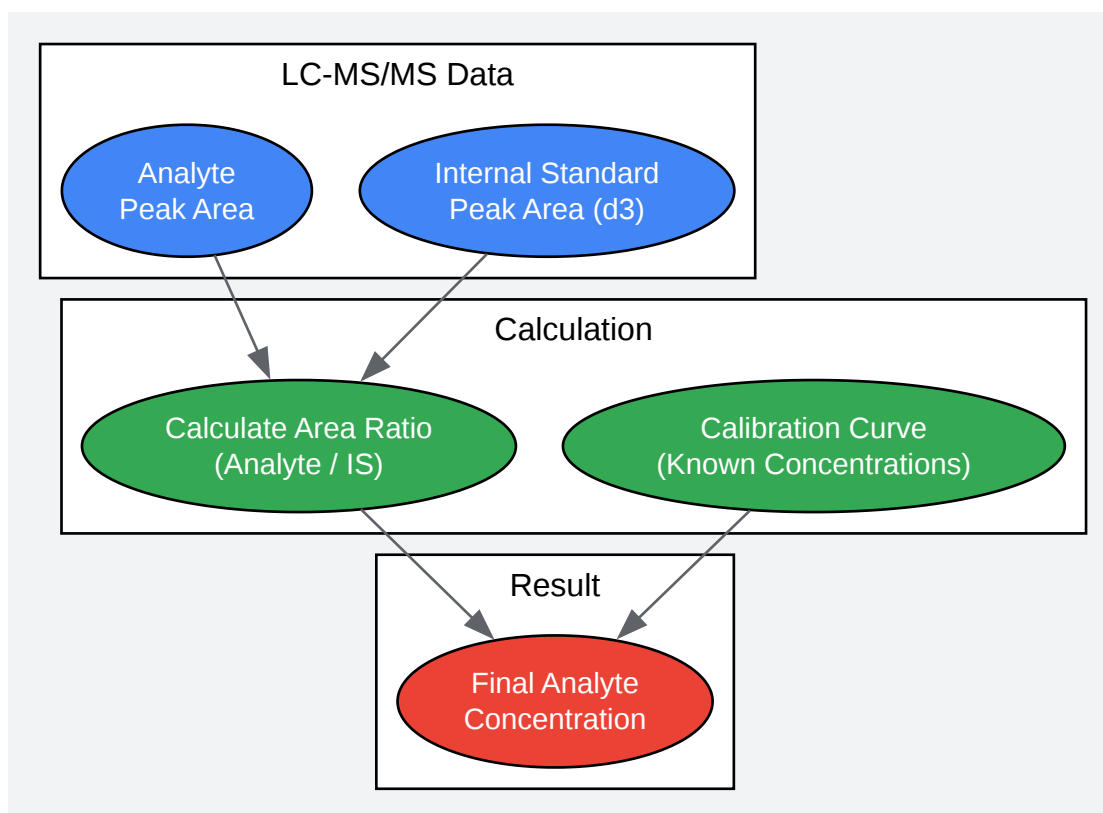 LC-MS/MS Data
Analyte
Peak Area
Internal Standard
Peak Area (d3)
Calculation
Calculate Area Ratio
(Analyte / IS)
Calibration Curve
(Known Concentrations)
Result
Final Analyte
Concentration